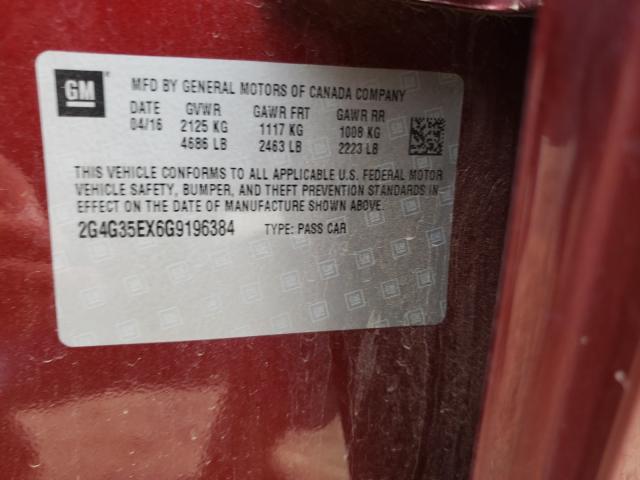 GM
MFD BY GENERAL MOTORS OF CANADA COMPANY
DATE GVWR GAWR FRT GAWR RR
04/16 2125 KG 1117 KG 1008 KG
4686 LB 2463 LB 2223 LB
THIS VEHICLE CONFORMS TO ALL APPLICABLE U.S. FEDERAL MOTOR
VEHICLE SAFETY, BUMPER, AND THEFT PREVENTION STANDARDS IN
EFFECT ON THE DATE OF MANUFACTURE SHOWN ABOVE.
2G4G35EX6G9196384 TYPE: PASS CAR